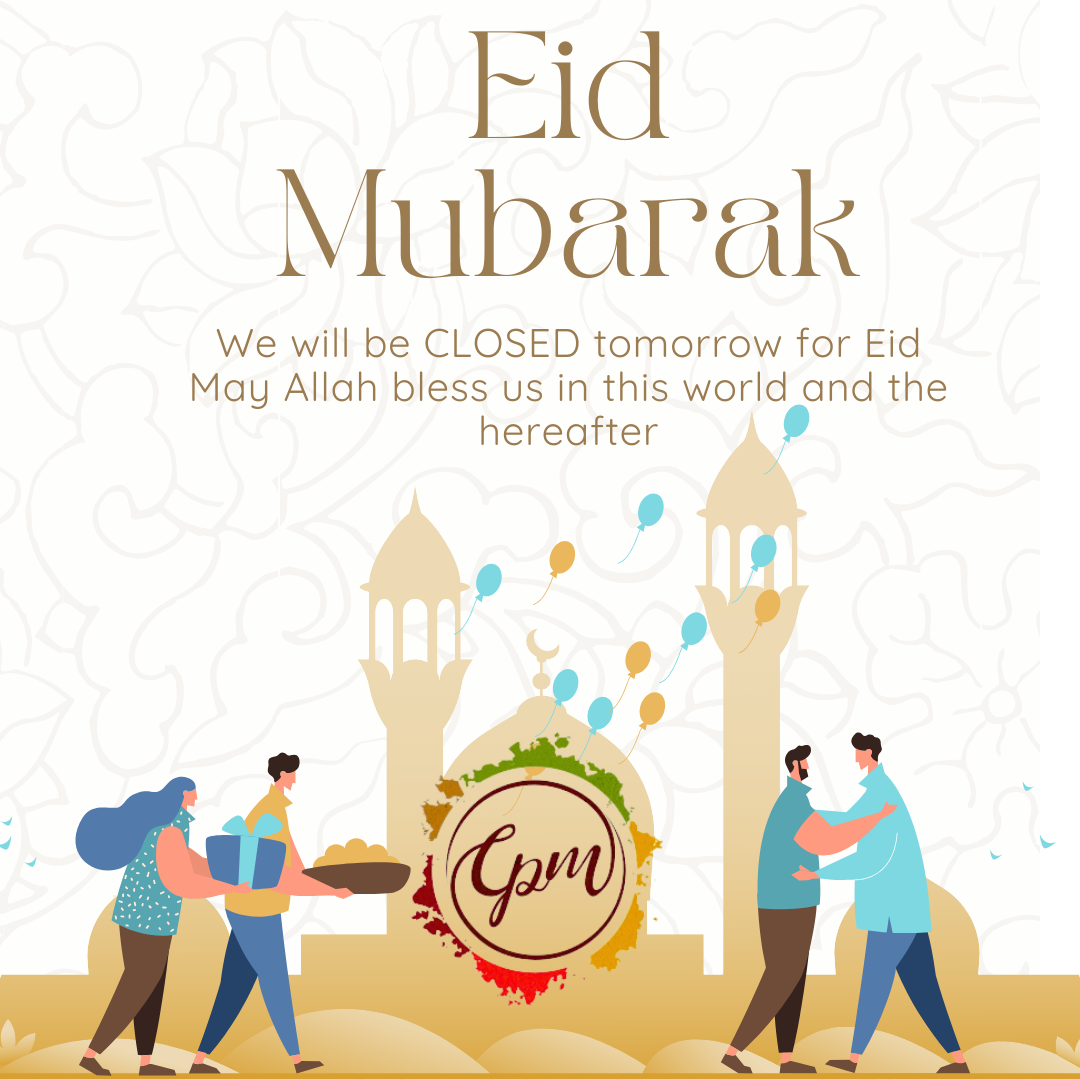 Eid
Mubarak
We will be CLOSED tomorrow for Eid
May Allah bless us in this world and the
hereafter
Cpm